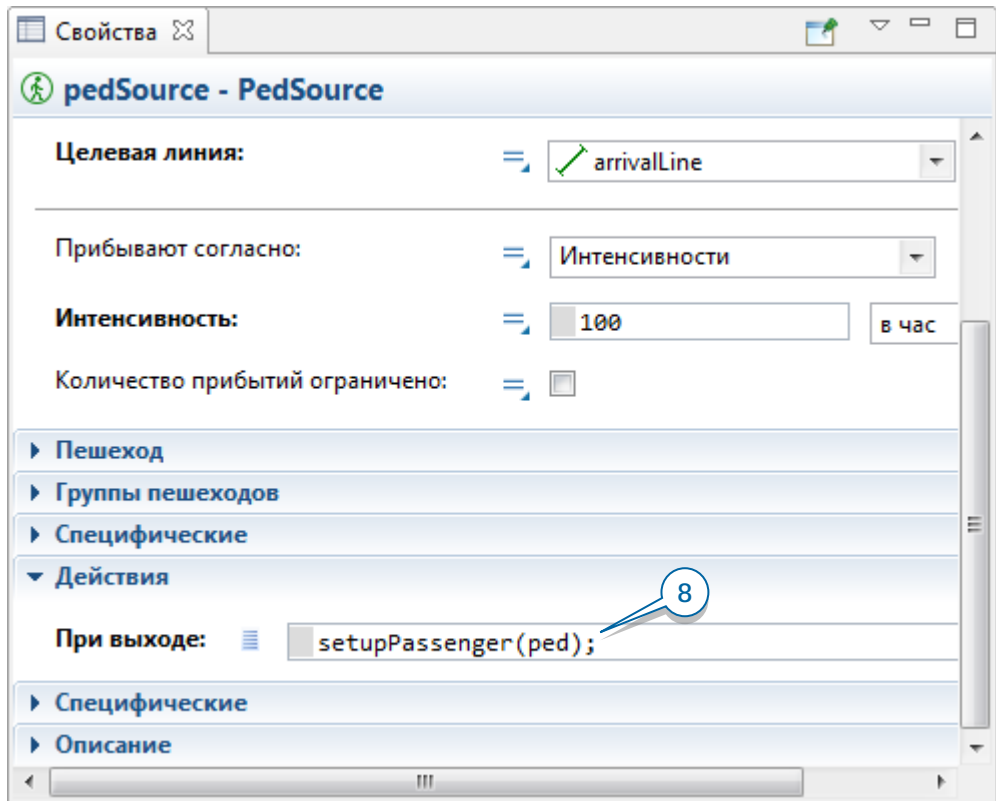 Свойства
pedSource - PedSource
Целевая линия: arrivalLine
Прибывают согласно: Интенсивности
Интенсивность: 100 в час
Количество прибытий ограничено:
Пешеход
Группы пешеходов
Специфические
Действия
8
При выходе: setupPassenger(ped);
Специфические
Описание